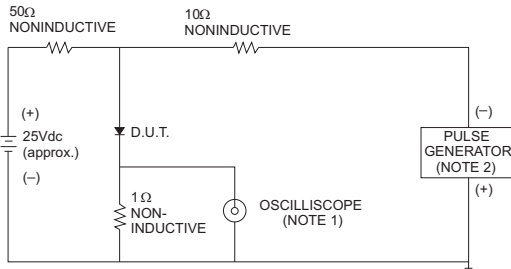 50Ω
NONINDUCTIVE
10Ω
NONINDUCTIVE
(+)
25Vdc
(approx.)
(–)
D.U.T.
1Ω
NON-
INDUCTIVE
OSCILLISCOPE
(NOTE 1)
(–)
PULSE
GENERATOR
(NOTE 2)
(+)